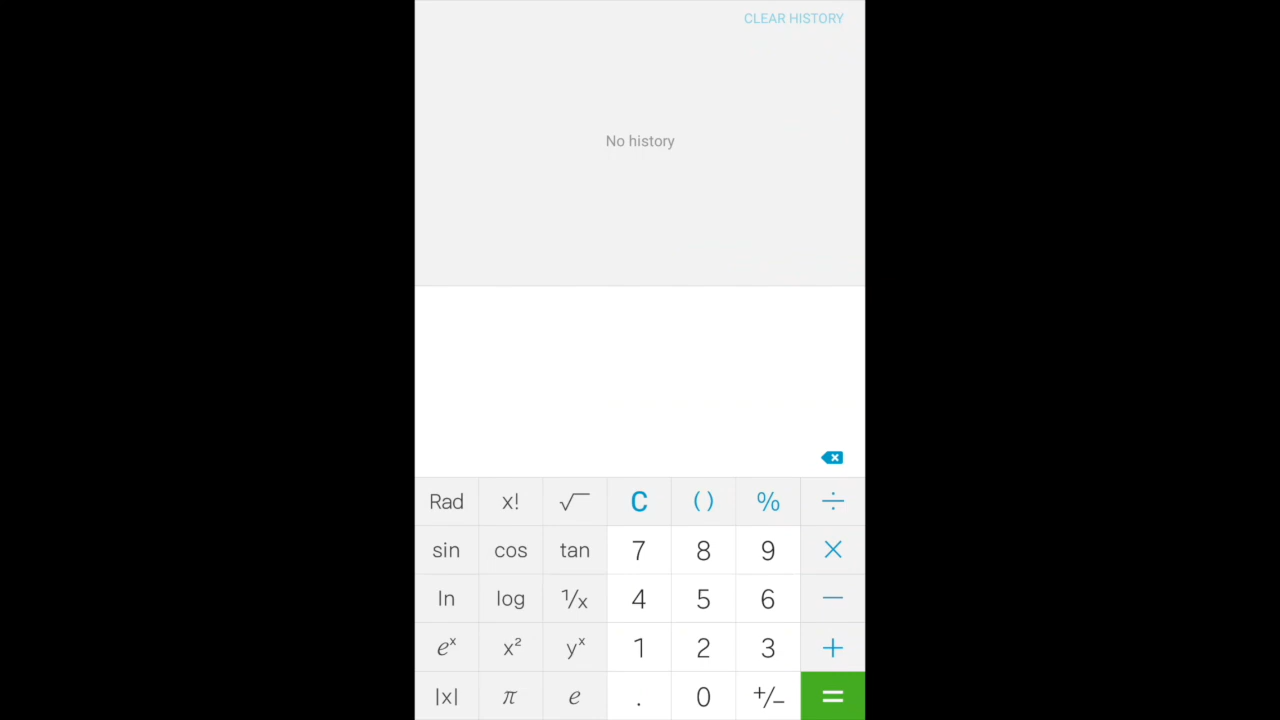 CLEAR HISTORY
No history
Rad x! √ C ( ) % ÷
sin cos tan 7 8 9 ×
ln log ¹/x 4 5 6 −
eˣ x² yˣ 1 2 3 +
|x| π e . 0 +/− =